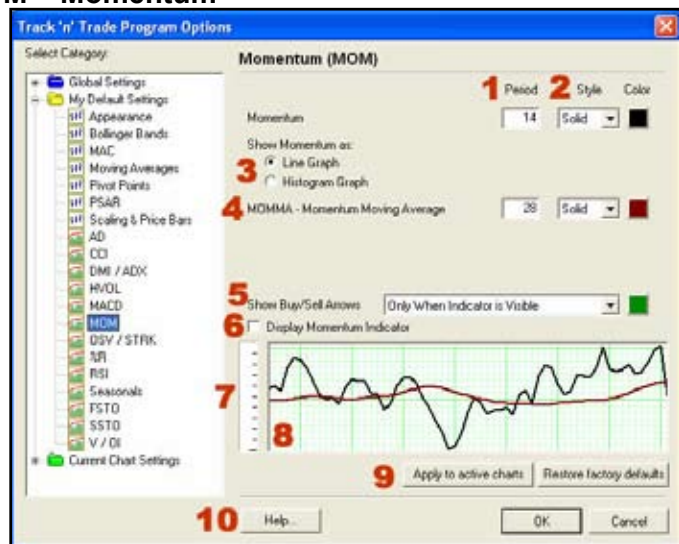 M - Momentum
Track 'n' Trade Program Options
Select Category:
Global Settings
My Default Settings
Appearance
Bollinger Bands
MAC
Moving Averages
Pivot Points
PSAR
Scaling & Price Bars
AD
CCI
DMI / ADX
HVOL
MACD
MOM
OSV / STRK
%R
RSI
Seasonals
FSTO
SSTO
V / OI
Current Chart Settings
Momentum (MOM)
1 Period 2 Style Color
Momentum 14 Solid
Show Momentum as:
3 Line Graph
Histogram Graph
4 MOMMA - Momentum Moving Average 28 Solid
5 Show Buy/Sell Arrows Only When Indicator is Visible
6 Display Momentum Indicator
7
8
9 Apply to active charts Restore factory defaults
10 Help... OK Cancel